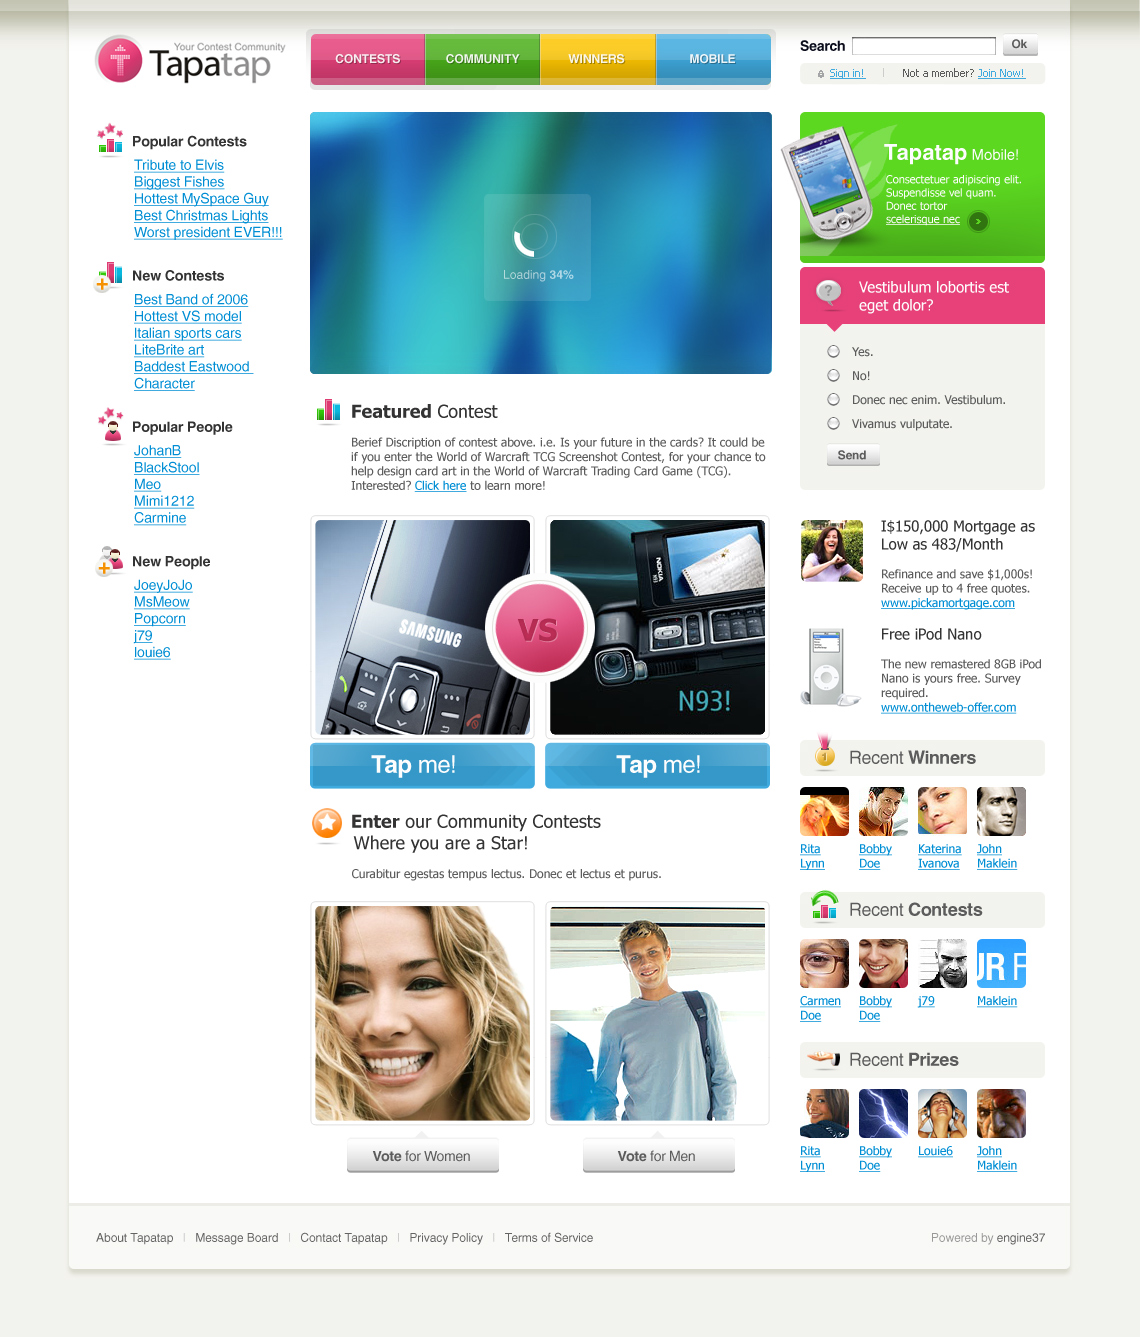 Your Contest Community
Tapatap
CONTESTS
COMMUNITY
WINNERS
MOBILE
Search
Ok
Sign in!
Not a member? Join Now!
Popular Contests
Tribute to Elvis
Biggest Fishes
Hottest MySpace Guy
Best Christmas Lights
Worst president EVER!!!
New Contests
Best Band of 2006
Hottest VS model
Italian sports cars
LiteBrite art
Baddest Eastwood
Character
Popular People
JohanB
BlackStool
Meo
Mimi1212
Carmine
New People
JoeyJoJo
MsMeow
Popcorn
j79
louie6
Loading 34%
Featured Contest
Berief Discription of contest above. i.e. Is your future in the cards? It could be
if you enter the World of Warcraft TCG Screenshot Contest, for your chance to
help design card art in the World of Warcraft Trading Card Game (TCG).
Interested? Click here to learn more!
SAMSUNG
VS
NOKIA
N93
N93!
Tap me!
Tap me!
Enter our Community Contests
Where you are a Star!
Curabitur egestas tempus lectus. Donec et lectus et purus.
Vote for Women
Vote for Men
Tapatap Mobile!
Consectetuer adipiscing elit.
Suspendisse vel quam.
Donec tortor
scelerisque nec
?
Vestibulum lobortis est
eget dolor?
Yes.
No!
Donec nec enim. Vestibulum.
Vivamus vulputate.
Send
I$150,000 Mortgage as
Low as 483/Month
Refinance and save $1,000s!
Receive up to 4 free quotes.
www.pickamortgage.com
Free iPod Nano
The new remastered 8GB iPod
Nano is yours free. Survey
required.
www.ontheweb-offer.com
1
Recent Winners
Rita
Lynn
Bobby
Doe
Katerina
Ivanova
John
Maklein
Recent Contests
JR F
Carmen
Doe
Bobby
Doe
j79
Maklein
Recent Prizes
Rita
Lynn
Bobby
Doe
Louie6
John
Maklein
About Tapatap
Message Board
Contact Tapatap
Privacy Policy
Terms of Service
Powered by engine37